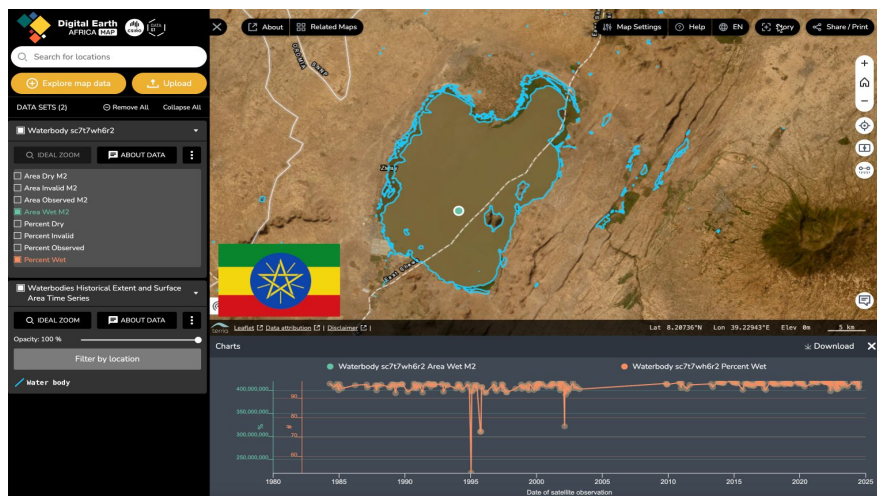 Digital Earth
AFRICA MAP
About
Related Maps
Map Settings
Help
EN
Story
Share / Print
Search for locations
Explore map data
Upload
DATA SETS (2)
Remove All
Collapse All
Waterbody sc7t7wh6r2
IDEAL ZOOM
ABOUT DATA
Area Dry M2
Area Invalid M2
Area Observed M2
Area Wet M2
Percent Dry
Percent Invalid
Percent Observed
Percent Wet
Waterbodies Historical Extent and Surface
Area Time Series
IDEAL ZOOM
ABOUT DATA
Opacity: 100 %
Filter by location
Water body
Ziway
East Shewa
terria
Leaflet
Data attribution
Disclaimer
Lat 8.20736°N Lon 39.22943°E Elev 0m
5 km
Charts
Download
Waterbody sc7t7wh6r2 Area Wet M2
Waterbody sc7t7wh6r2 Percent Wet
400,000,000
90
350,000,000
80
300,000,000
70
250,000,000
60
1980
1985
1990
1995
2000
2005
2010
2015
2020
2025
Date of satellite observation